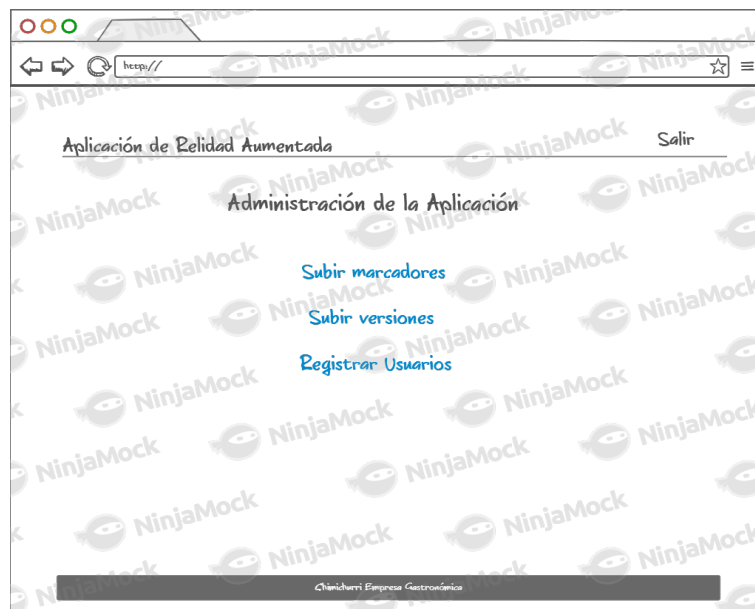 http://
Aplicación de Relidad Aumentada
Salir
Administración de la Aplicación
Subir marcadores
Subir versiones
Registrar Usuarios
Chimichurri Empresa Gastronómica
NinjaMock